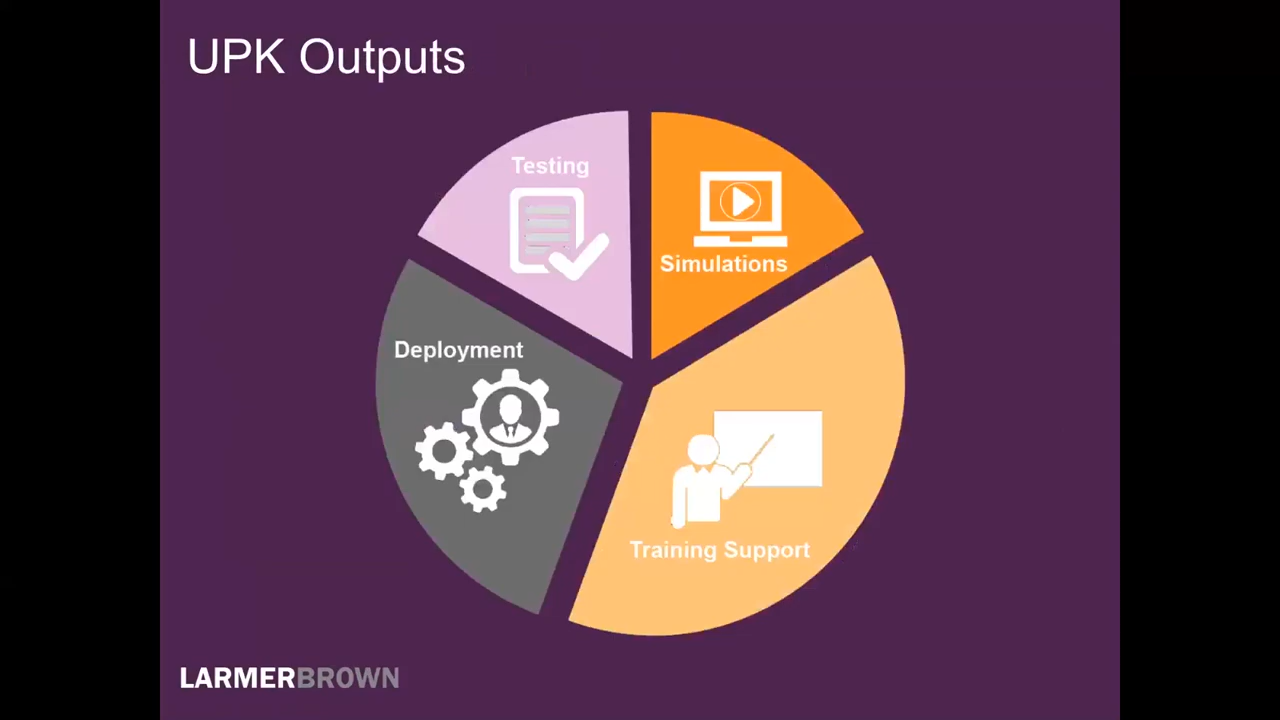 UPK Outputs
Testing
Simulations
Deployment
Training Support
LARMERBROWN